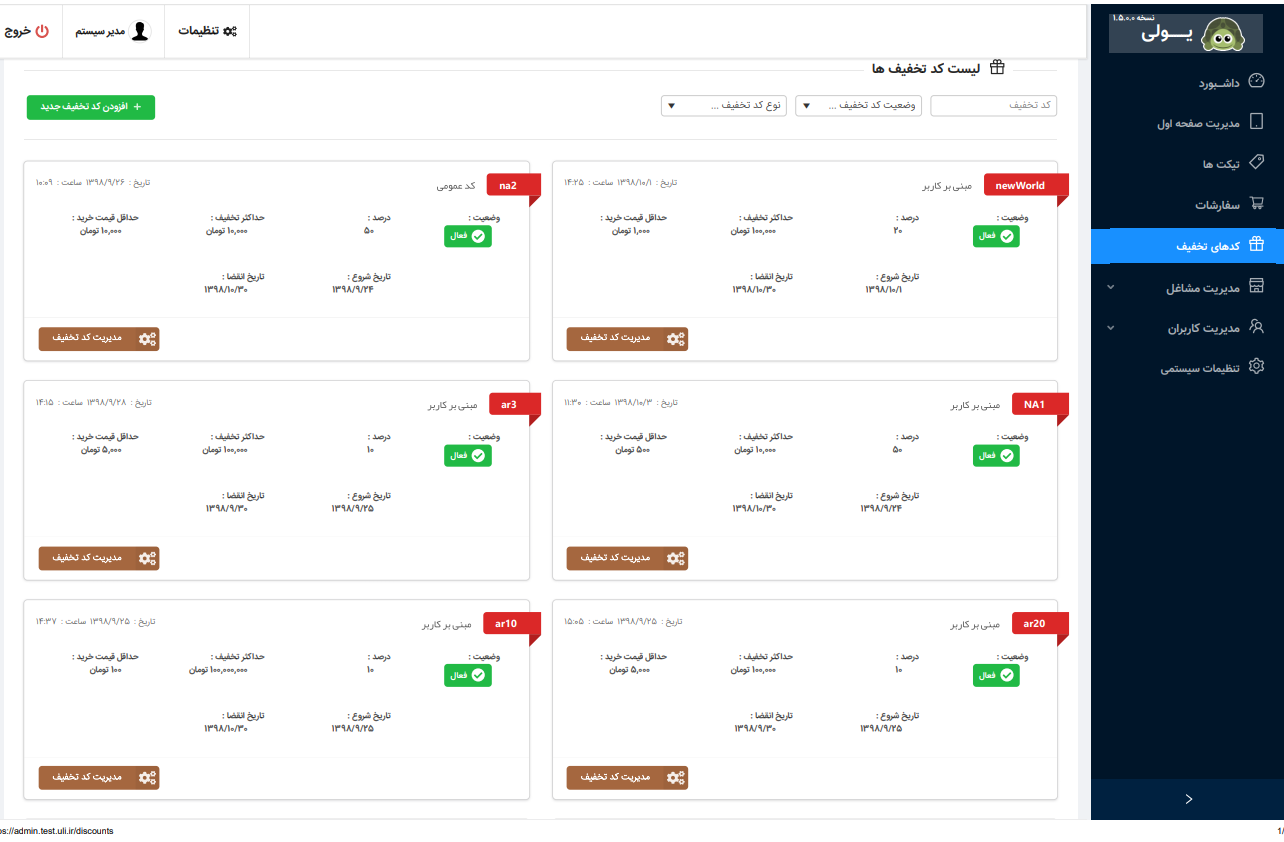 نسخه ۱.۵.۰.۰
یـــولی
داشــبورد
مدیریت صفحه اول
تیکت ها
سفارشات
کدهای تخفیف
مدیریت مشاغل
مدیریت کاربران
تنظیمات سیستمی
تنظیمات
مدیر سیستم
خروج
لیست کد تخفیف ها
کد تخفیف
وضعیت کد تخفیف ...
نوع کد تخفیف ...
+ افزودن کد تخفیف جدید
newWorld
مبنی بر کاربر
تاریخ : ۱۳۹۸/۱۰/۱ ساعت : ۱۴:۲۵
وضعیت : درصد : حداکثر تخفیف : حداقل قیمت خرید :
فعال ۲۰ ۱۰۰,۰۰۰ تومان ۱,۰۰۰ تومان
تاریخ شروع : تاریخ انقضا :
۱۳۹۸/۱۰/۱ ۱۳۹۸/۱۰/۳۰
مدیریت کد تخفیف
na2
کد عمومی
تاریخ : ۱۳۹۸/۹/۲۶ ساعت : ۱۰:۰۹
وضعیت : درصد : حداکثر تخفیف : حداقل قیمت خرید :
فعال ۵۰ ۱۰,۰۰۰ تومان ۱۰,۰۰۰ تومان
تاریخ شروع : تاریخ انقضا :
۱۳۹۸/۹/۲۴ ۱۳۹۸/۱۰/۳۰
مدیریت کد تخفیف
NA1
مبنی بر کاربر
تاریخ : ۱۳۹۸/۱۰/۳ ساعت : ۱۱:۳۰
وضعیت : درصد : حداکثر تخفیف : حداقل قیمت خرید :
فعال ۵۰ ۱۰,۰۰۰ تومان ۵۰۰ تومان
تاریخ شروع : تاریخ انقضا :
۱۳۹۸/۹/۲۴ ۱۳۹۸/۱۰/۳۰
مدیریت کد تخفیف
ar3
مبنی بر کاربر
تاریخ : ۱۳۹۸/۹/۲۸ ساعت : ۱۴:۱۵
وضعیت : درصد : حداکثر تخفیف : حداقل قیمت خرید :
فعال ۱۰ ۱۰۰,۰۰۰ تومان ۵,۰۰۰ تومان
تاریخ شروع : تاریخ انقضا :
۱۳۹۸/۹/۲۵ ۱۳۹۸/۹/۳۰
مدیریت کد تخفیف
ar20
مبنی بر کاربر
تاریخ : ۱۳۹۸/۹/۲۵ ساعت : ۱۵:۰۵
وضعیت : درصد : حداکثر تخفیف : حداقل قیمت خرید :
فعال ۱۰ ۱۰۰,۰۰۰ تومان ۵,۰۰۰ تومان
تاریخ شروع : تاریخ انقضا :
۱۳۹۸/۹/۲۵ ۱۳۹۸/۹/۳۰
مدیریت کد تخفیف
ar10
مبنی بر کاربر
تاریخ : ۱۳۹۸/۹/۲۵ ساعت : ۱۴:۳۷
وضعیت : درصد : حداکثر تخفیف : حداقل قیمت خرید :
فعال ۱۰ ۱۰۰,۰۰۰,۰۰۰ تومان ۱۰۰ تومان
تاریخ شروع : تاریخ انقضا :
۱۳۹۸/۹/۲۵ ۱۳۹۸/۱۰/۳۰
مدیریت کد تخفیف
ps://admin.test.uli.ir/discounts
1/